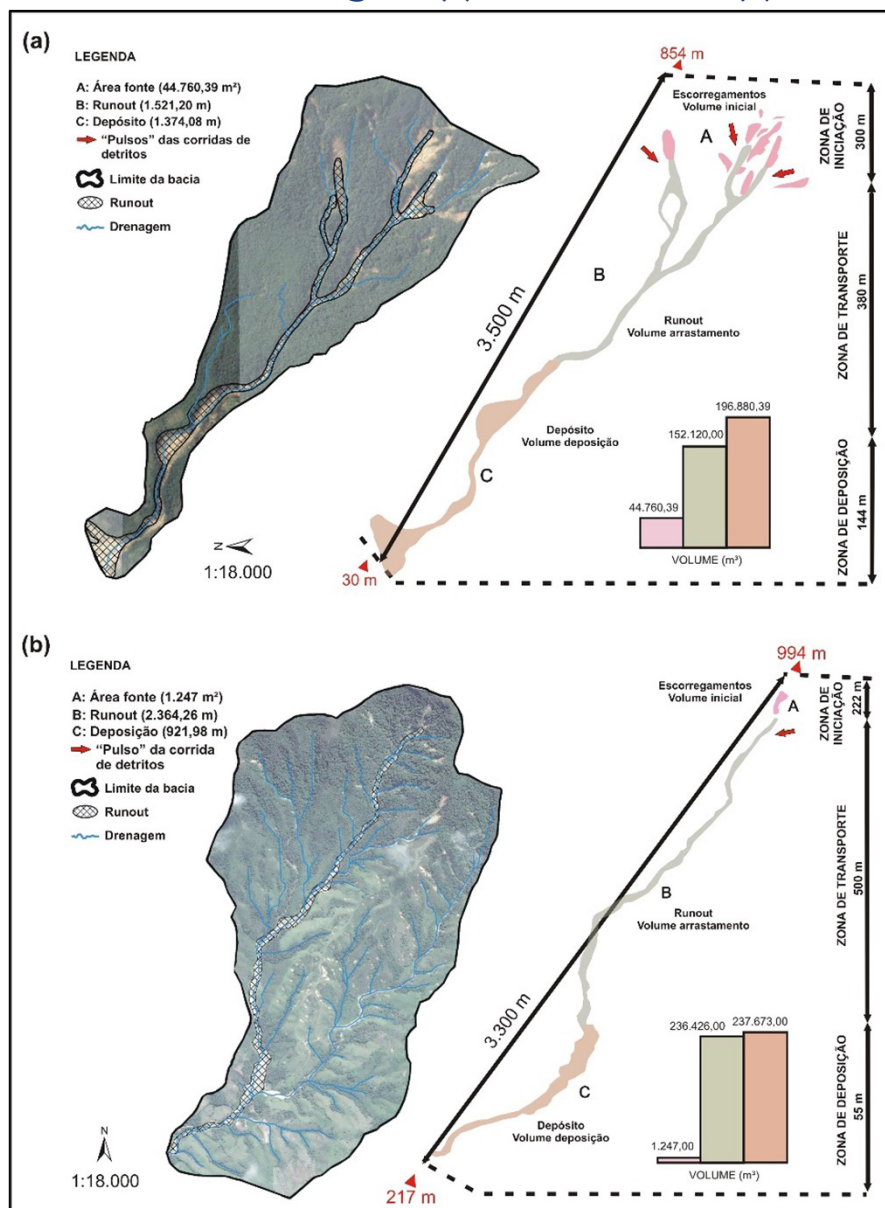 (a)
LEGENDA
A: Área fonte (44.760,39 m²)
B: Runout (1.521,20 m)
C: Depósito (1.374,08 m)
"Pulsos" das corridas de
detritos
Limite da bacia
Runout
Drenagem
N
1:18.000
854 m
Escorregamentos
Volume inicial
A
B
3.500 m
Runout
Volume arrastamento
Depósito
Volume deposição
C
30 m
44.760,39
152.120,00
196.880,39
VOLUME (m³)
ZONA DE
INICIAÇÃO
300 m
ZONA DE TRANSPORTE
380 m
ZONA DE DEPOSIÇÃO
144 m
(b)
LEGENDA
A: Área fonte (1.247 m²)
B: Runout (2.364,26 m)
C: Deposição (921,98 m)
"Pulso" da corrida
de detritos
Limite da bacia
Runout
Drenagem
N
1:18.000
994 m
Escorregamentos
Volume inicial
A
B
Runout
Volume arrastamento
3.300 m
C
Depósito
Volume deposição
217 m
1.247,00
236.426,00
237.673,00
VOLUME (m³)
ZONA DE
INICIAÇÃO
222 m
ZONA DE TRANSPORTE
500 m
ZONA DE DEPOSIÇÃO
55 m